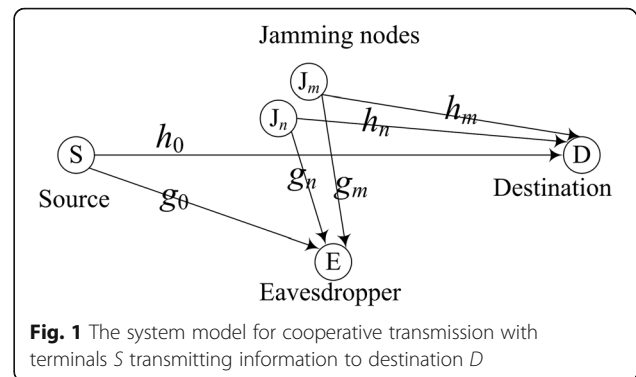 Jamming nodes
Jm
Jn
hm
hn
h0
S
D
gn
gm
Source
g0
Destination
E
Eavesdropper
Fig. 1 The system model for cooperative transmission with
terminals S transmitting information to destination D